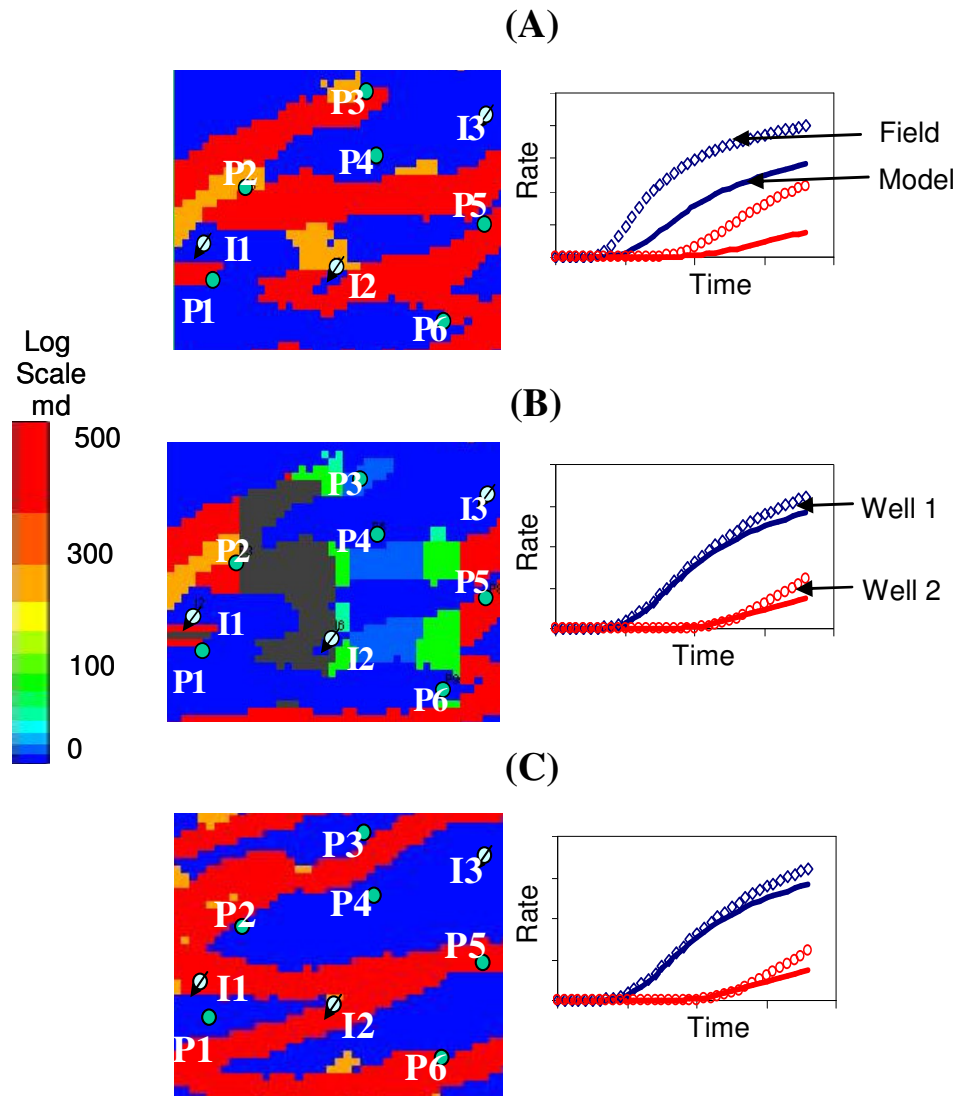 (A)
P3
I3
P4
P2
P5
I1
I2
P1
P6
Rate
Time
Field
Model
Log
Scale
md
500
300
100
0
(B)
P3
I3
P4
P2
P5
I1
I2
P1
P6
Rate
Time
Well 1
Well 2
(C)
P3
I3
P4
P2
P5
I1
I2
P1
P6
Rate
Time